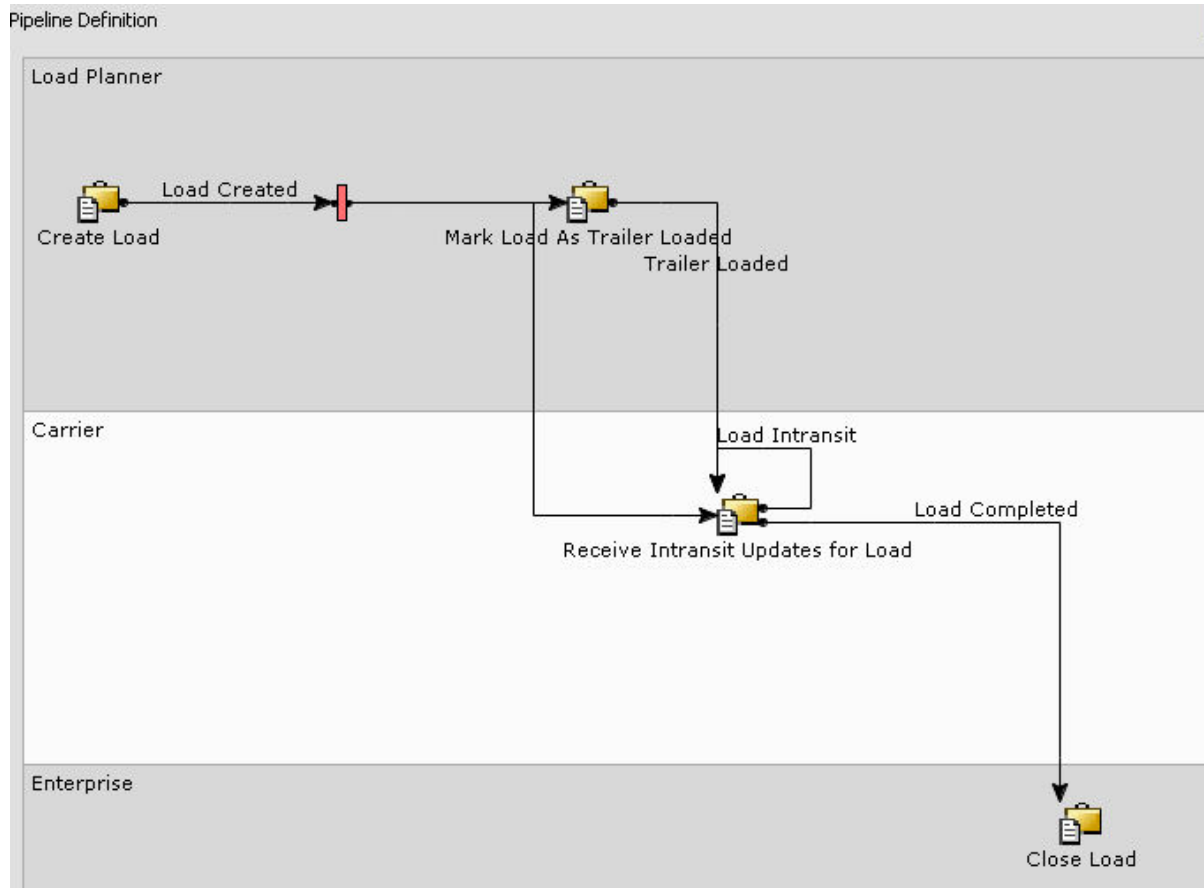 Pipeline Definition
Load Planner
Load Created
Create Load
Mark Load As Trailer Loaded
Trailer Loaded
Carrier
Load Intransit
Load Completed
Receive Intransit Updates for Load
Enterprise
Close Load